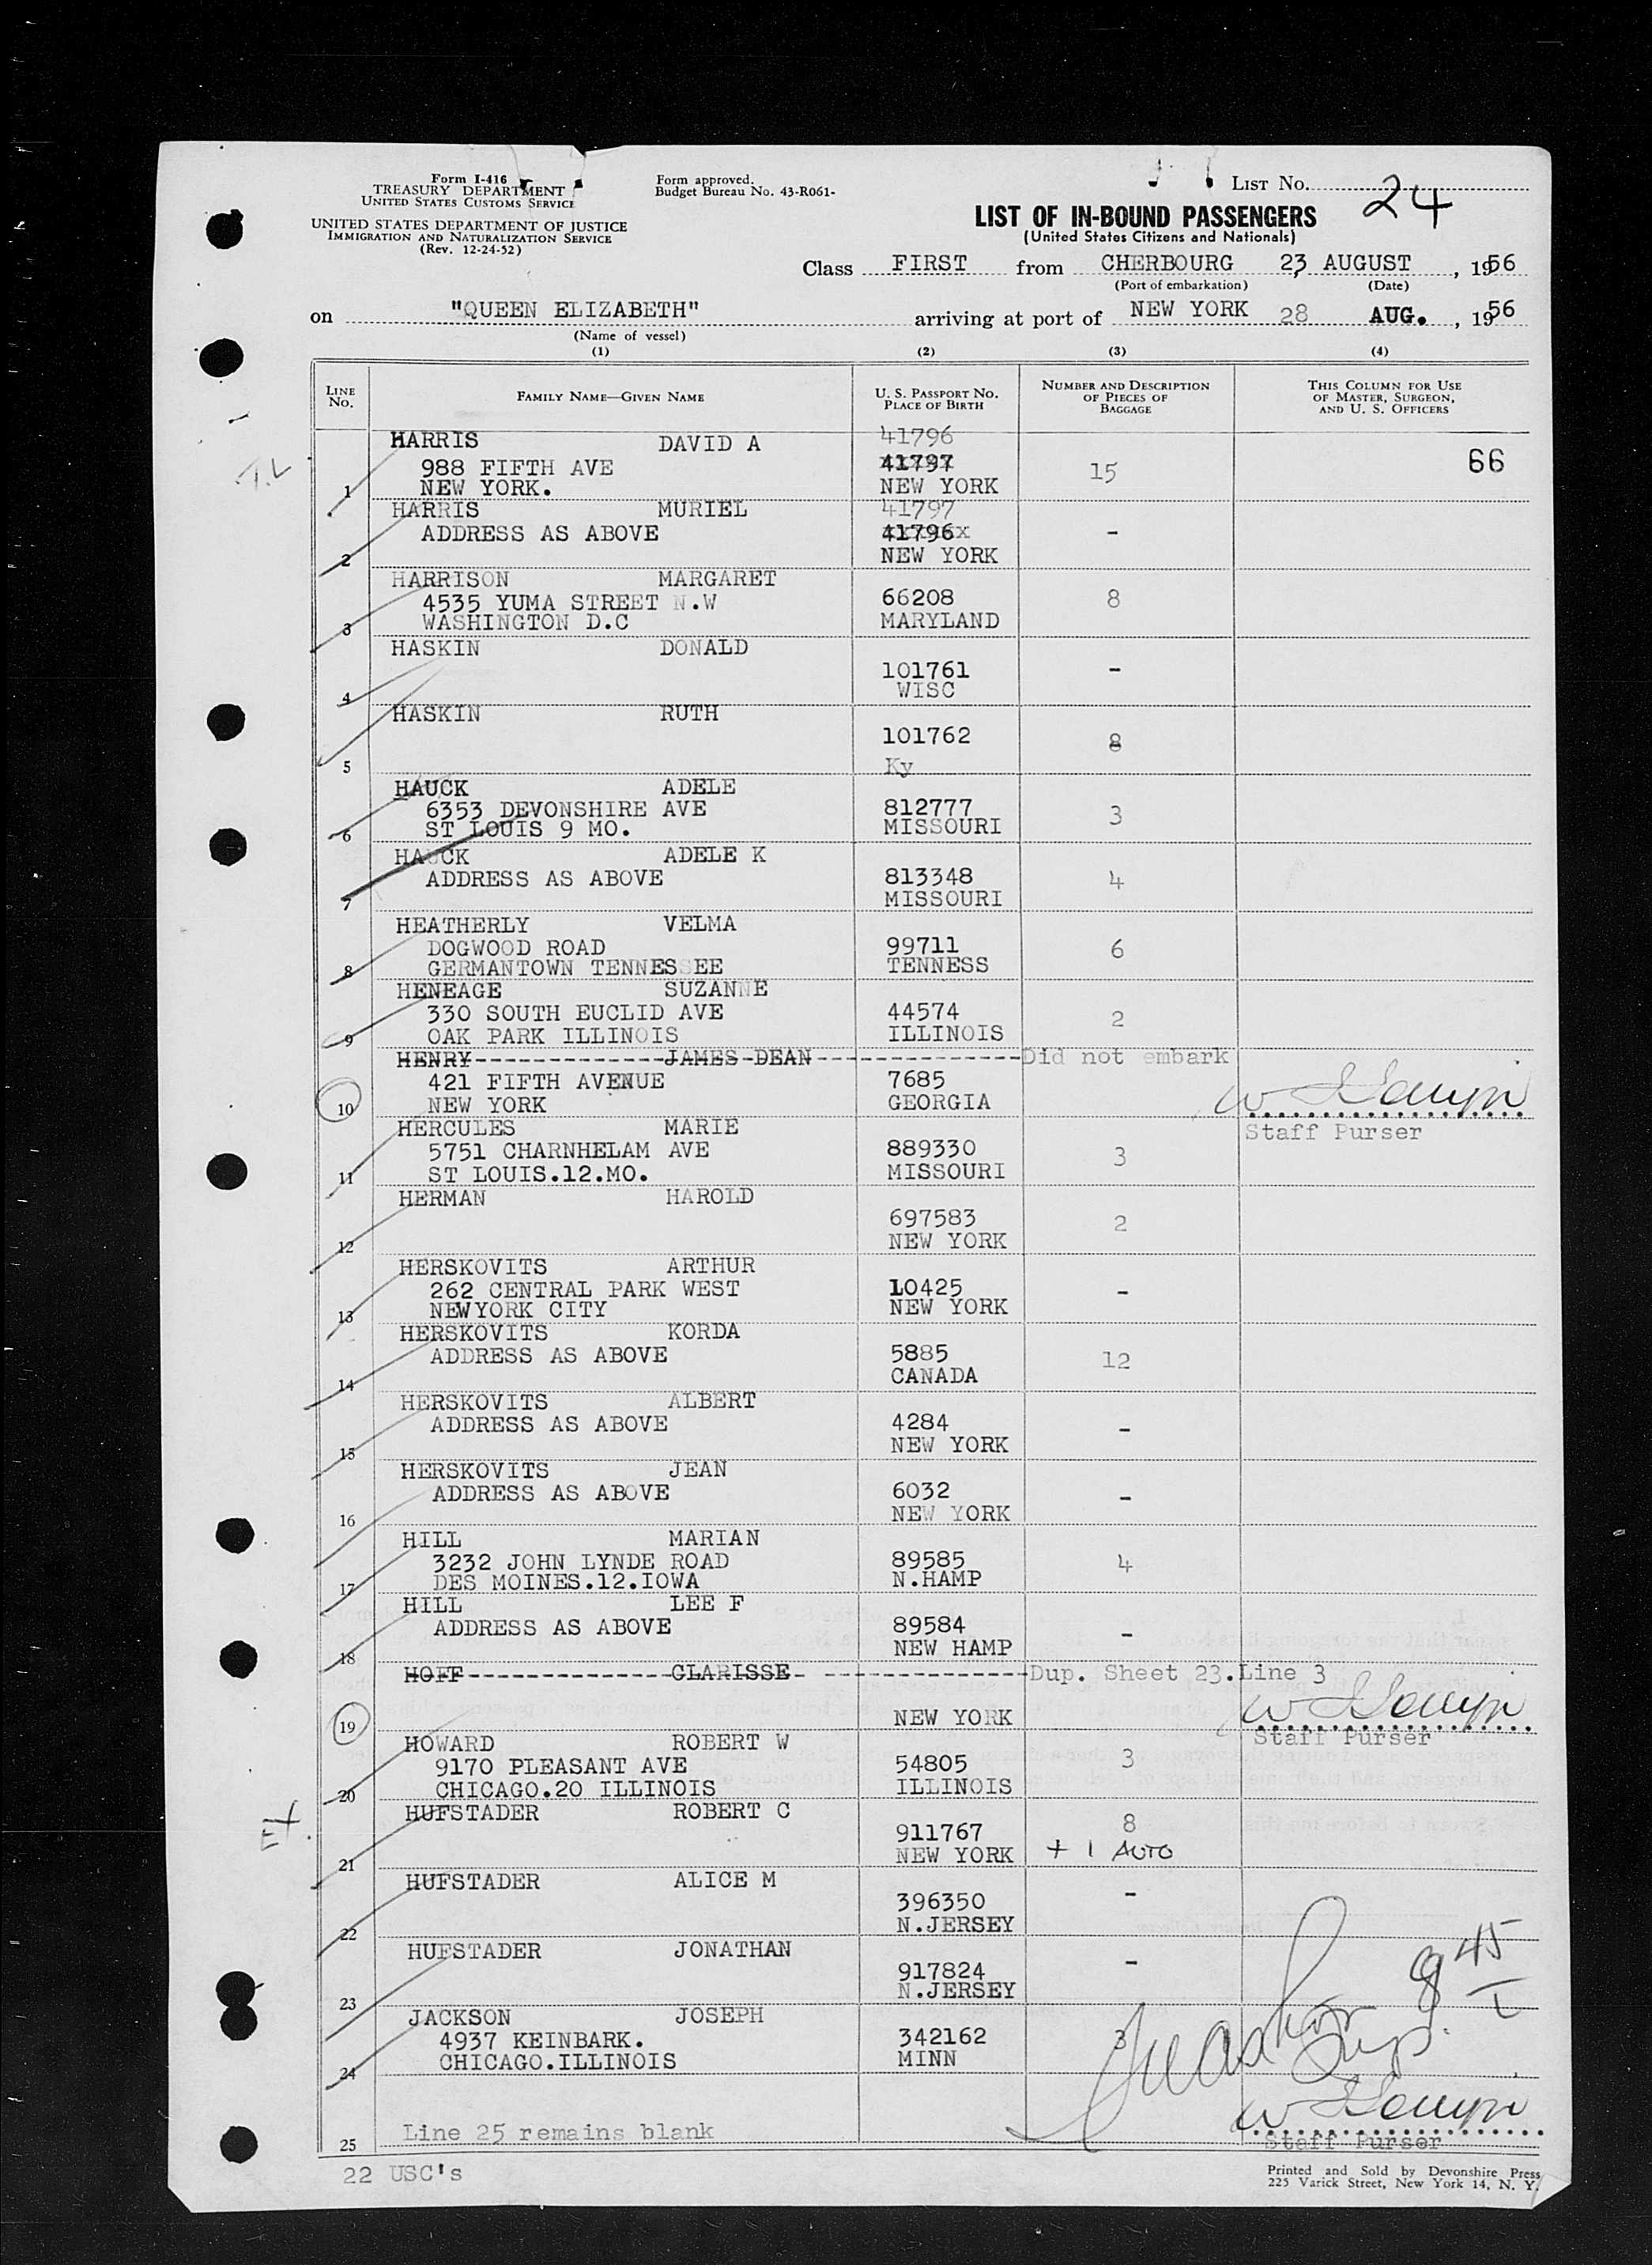 Form I-416
TREASURY DEPARTMENT
UNITED STATES CUSTOMS SERVICE
UNITED STATES DEPARTMENT OF JUSTICE
IMMIGRATION AND NATURALIZATION SERVICE
(Rev. 12-24-52)
Form approved.
Budget Bureau No. 43-R061-
LIST NO. 24
LIST OF IN-BOUND PASSENGERS
(United States Citizens and Nationals)
Class FIRST from CHERBOURG 23 AUGUST , 1956
(Port of embarkation) (Date)
on "QUEEN ELIZABETH" arriving at port of NEW YORK 28 AUG. , 1956
(Name of vessel)
(1) (2) (3) (4)
LINE No. FAMILY NAME—GIVEN NAME U. S. PASSPORT NO. PLACE OF BIRTH NUMBER AND DESCRIPTION OF PIECES OF BAGGAGE THIS COLUMN FOR USE OF MASTER, SURGEON, AND U. S. OFFICERS
HARRIS DAVID A 41796
988 FIFTH AVE 41797 15 66
1 NEW YORK. NEW YORK
HARRIS MURIEL 41797
ADDRESS AS ABOVE 41796 -
2 NEW YORK
HARRISON MARGARET
4535 YUMA STREET N.W 66208 8
3 WASHINGTON D.C MARYLAND
HASKIN DONALD
101761 -
4 WISC
HASKIN RUTH
101762 8
5 Ky
HAUCK ADELE
6353 DEVONSHIRE AVE 812777 3
6 ST LOUIS 9 MO. MISSOURI
HAUCK ADELE K
ADDRESS AS ABOVE 813348 4
7 MISSOURI
HEATHERLY VELMA
DOGWOOD ROAD 99711 6
8 GERMANTOWN TENNESSEE TENNESS
HENEAGE SUZANNE
330 SOUTH EUCLID AVE 44574 2
9 OAK PARK ILLINOIS ILLINOIS
HENRY-------------JAMES-DEAN--------------Did not embark
421 FIFTH AVENUE 7685
10 NEW YORK GEORGIA
Staff Purser
HERCULES MARIE
5751 CHARNHELAM AVE 889330 3
11 ST LOUIS.12.MO. MISSOURI
HERMAN HAROLD
697583 2
12 NEW YORK
HERSKOVITS ARTHUR
262 CENTRAL PARK WEST 10425 -
13 NEWYORK CITY NEW YORK
HERSKOVITS KORDA
ADDRESS AS ABOVE 5885 12
14 CANADA
HERSKOVITS ALBERT
ADDRESS AS ABOVE 4284 -
15 NEW YORK
HERSKOVITS JEAN
ADDRESS AS ABOVE 6032 -
16 NEW YORK
HILL MARIAN
3232 JOHN LYNDE ROAD 89585 4
17 DES MOINES.12.IOWA N.HAMP
HILL LEE F
ADDRESS AS ABOVE 89584 -
18 NEW HAMP
HOFF--------------CLARISSE- --------------Dup. Sheet 23.Line 3
19 NEW YORK
Staff Purser
HOWARD ROBERT W
9170 PLEASANT AVE 54805 3
20 CHICAGO.20 ILLINOIS ILLINOIS
HUFSTADER ROBERT C
911767 8
21 NEW YORK + 1 AUTO
HUFSTADER ALICE M
396350 -
22 N.JERSEY
HUFSTADER JONATHAN
917824 -
23 N.JERSEY
JACKSON JOSEPH
4937 KEINBARK. 342162 3
24 CHICAGO.ILLINOIS MINN
25 Line 25 remains blank
Staff Purser
22 USC's
Printed and Sold by Devonshire Press
225 Varick Street, New York 14, N. Y.